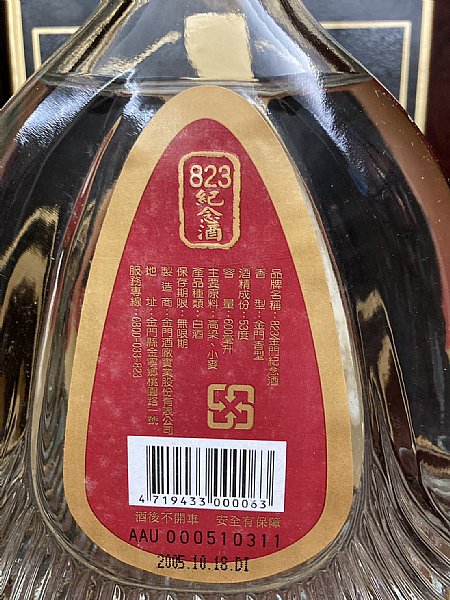 823
紀念酒
品牌名稱：823金門紀念酒
香　型：金門香型
酒精成份：53度
容　量：600毫升
主要原料：高粱、小麥
產品種類：白酒
保存期限：無限期
製造商：金門酒廠實業股份有限公司
地　址：金門縣金寧鄉桃園路一號
服務專線：0800-033-823
4 719433 000063
酒後不開車　安全有保障
AAU 000510311
2005.10.18.DI